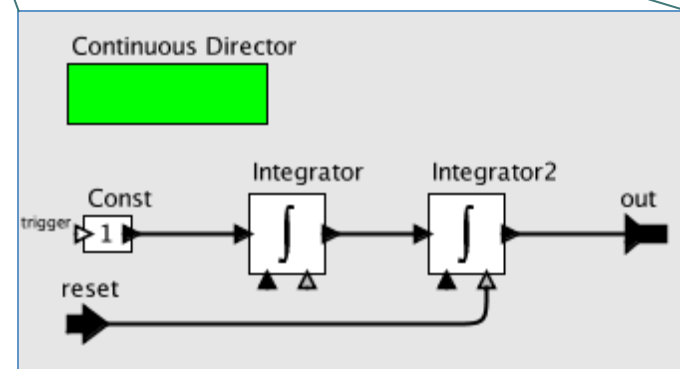 Continuous Director
Integrator
Integrator2
Const
out
trigger
1
∫
∫
reset